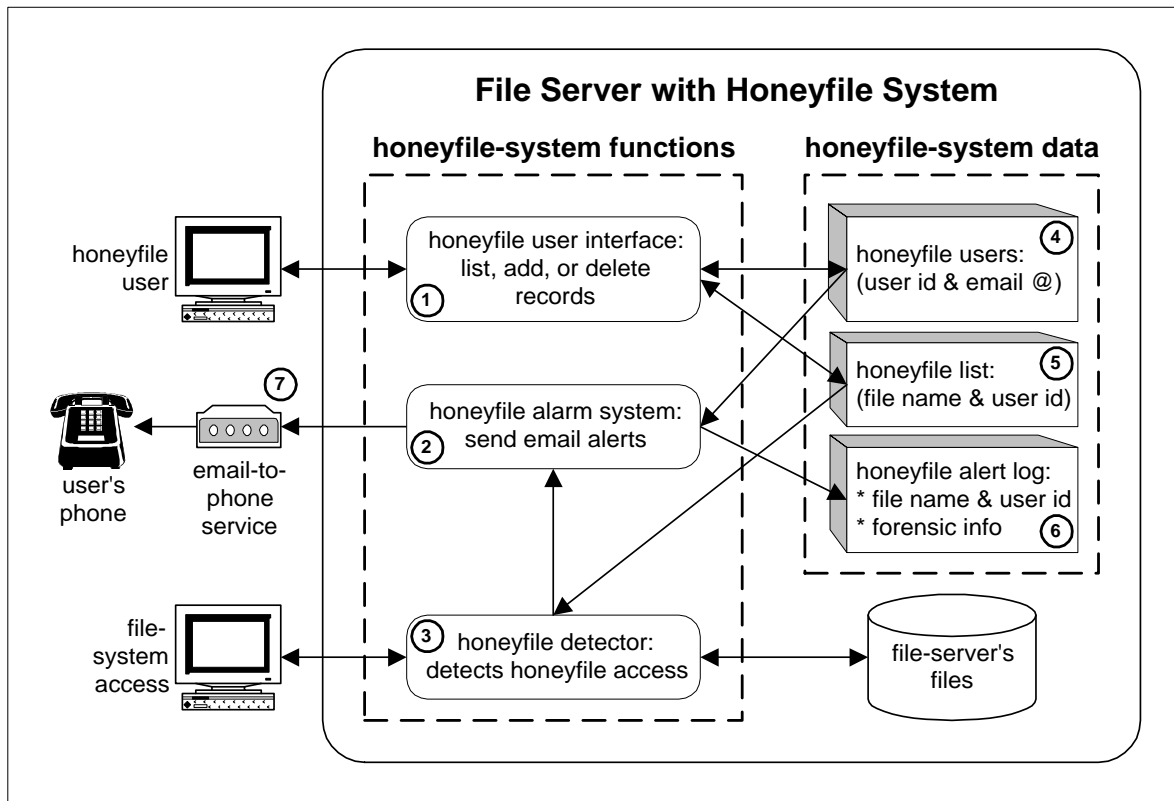 File Server with Honeyfile System
honeyfile-system functions
honeyfile-system data
honeyfile
user
honeyfile user interface:
list, add, or delete
records
1
4
honeyfile users:
(user id & email @)
5
honeyfile list:
(file name & user id)
7
honeyfile alarm system:
send email alerts
2
user's
phone
email-to-
phone
service
honeyfile alert log:
* file name & user id
* forensic info
6
file-
system
access
3
honeyfile detector:
detects honeyfile access
file-server's
files